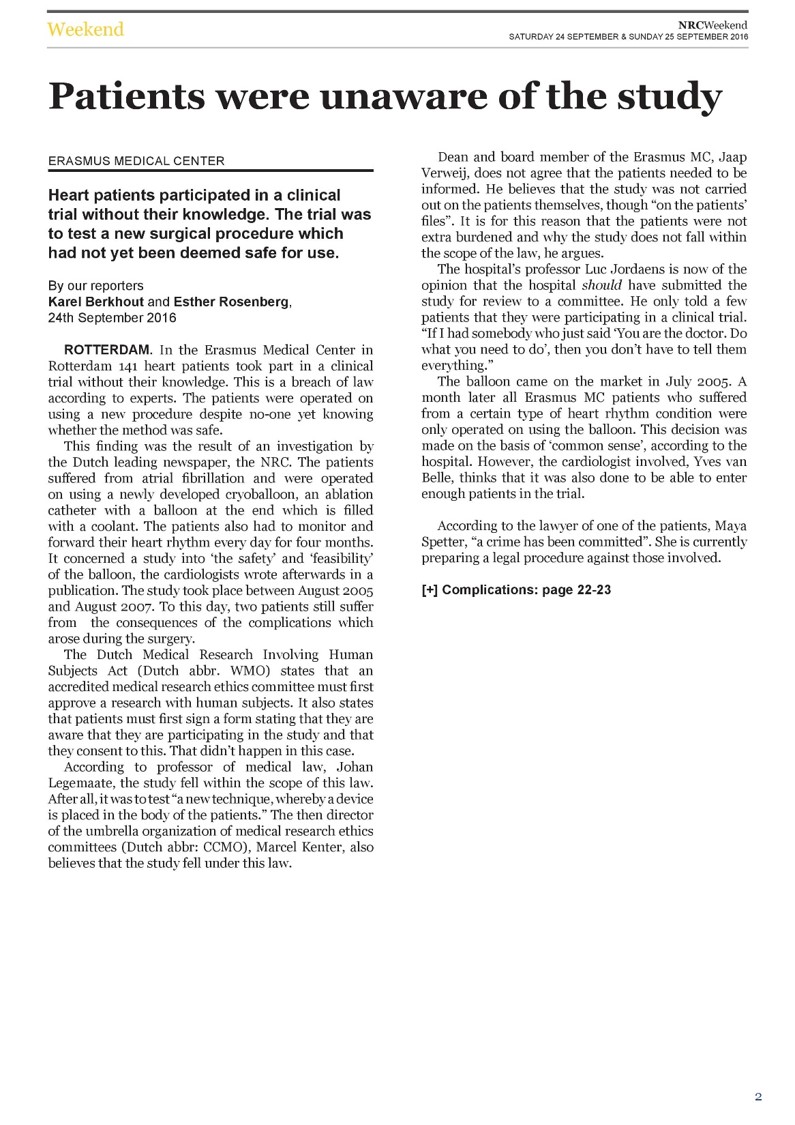 Weekend
NRCWeekend
SATURDAY 24 SEPTEMBER & SUNDAY 25 SEPTEMBER 2016
Patients were unaware of the study
ERASMUS MEDICAL CENTER
Heart patients participated in a clinical
trial without their knowledge. The trial was
to test a new surgical procedure which
had not yet been deemed safe for use.
By our reporters
Karel Berkhout and Esther Rosenberg,
24th September 2016
ROTTERDAM. In the Erasmus Medical Center in
Rotterdam 141 heart patients took part in a clinical
trial without their knowledge. This is a breach of law
according to experts. The patients were operated on
using a new procedure despite no-one yet knowing
whether the method was safe.
This finding was the result of an investigation by
the Dutch leading newspaper, the NRC. The patients
suffered from atrial fibrillation and were operated
on using a newly developed cryoballoon, an ablation
catheter with a balloon at the end which is filled
with a coolant. The patients also had to monitor and
forward their heart rhythm every day for four months.
It concerned a study into ‘the safety’ and ‘feasibility’
of the balloon, the cardiologists wrote afterwards in a
publication. The study took place between August 2005
and August 2007. To this day, two patients still suffer
from the consequences of the complications which
arose during the surgery.
The Dutch Medical Research Involving Human
Subjects Act (Dutch abbr. WMO) states that an
accredited medical research ethics committee must first
approve a research with human subjects. It also states
that patients must first sign a form stating that they are
aware that they are participating in the study and that
they consent to this. That didn’t happen in this case.
According to professor of medical law, Johan
Legemaate, the study fell within the scope of this law.
After all, it was to test “a new technique, whereby a device
is placed in the body of the patients.” The then director
of the umbrella organization of medical research ethics
committees (Dutch abbr: CCMO), Marcel Kenter, also
believes that the study fell under this law.
Dean and board member of the Erasmus MC, Jaap
Verweij, does not agree that the patients needed to be
informed. He believes that the study was not carried
out on the patients themselves, though “on the patients’
files”. It is for this reason that the patients were not
extra burdened and why the study does not fall within
the scope of the law, he argues.
The hospital’s professor Luc Jordaens is now of the
opinion that the hospital should have submitted the
study for review to a committee. He only told a few
patients that they were participating in a clinical trial.
“If I had somebody who just said ‘You are the doctor. Do
what you need to do’, then you don’t have to tell them
everything.”
The balloon came on the market in July 2005. A
month later all Erasmus MC patients who suffered
from a certain type of heart rhythm condition were
only operated on using the balloon. This decision was
made on the basis of ‘common sense’, according to the
hospital. However, the cardiologist involved, Yves van
Belle, thinks that it was also done to be able to enter
enough patients in the trial.
According to the lawyer of one of the patients, Maya
Spetter, “a crime has been committed”. She is currently
preparing a legal procedure against those involved.
[+] Complications: page 22-23
2